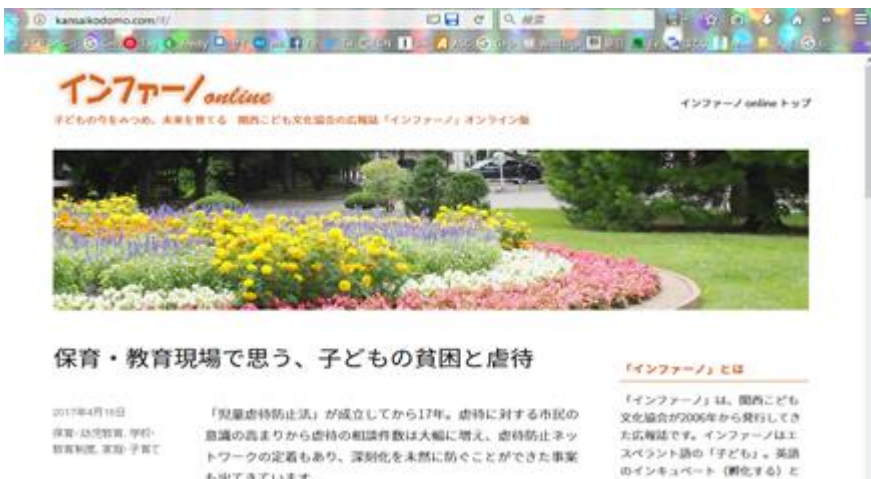 kansaikodomo.com/if/
検索
インファーノonline
子どもの今をみつめ、未来を育てる 関西こども文化協会の広報誌「インファーノ」オンライン版
インファーノ online トップ
保育・教育現場で思う、子どもの貧困と虐待
2017年4月16日
保育・幼児教育, 学校・
教育制度, 家庭・子育て
「児童虐待防止法」が成立してから17年。虐待に対する市民の
意識の高まりから虐待の相談件数は大幅に増え、虐待防止ネッ
トワークの定着もあり、深刻化を未然に防ぐことができた事案
も出てきています。
「インファーノ」とは
「インファーノ」は、関西こども
文化協会が2006年から発行してき
た広報誌です。インファーノはエ
スペラント語の「子ども」。英語
のインキュベート（孵化する）と